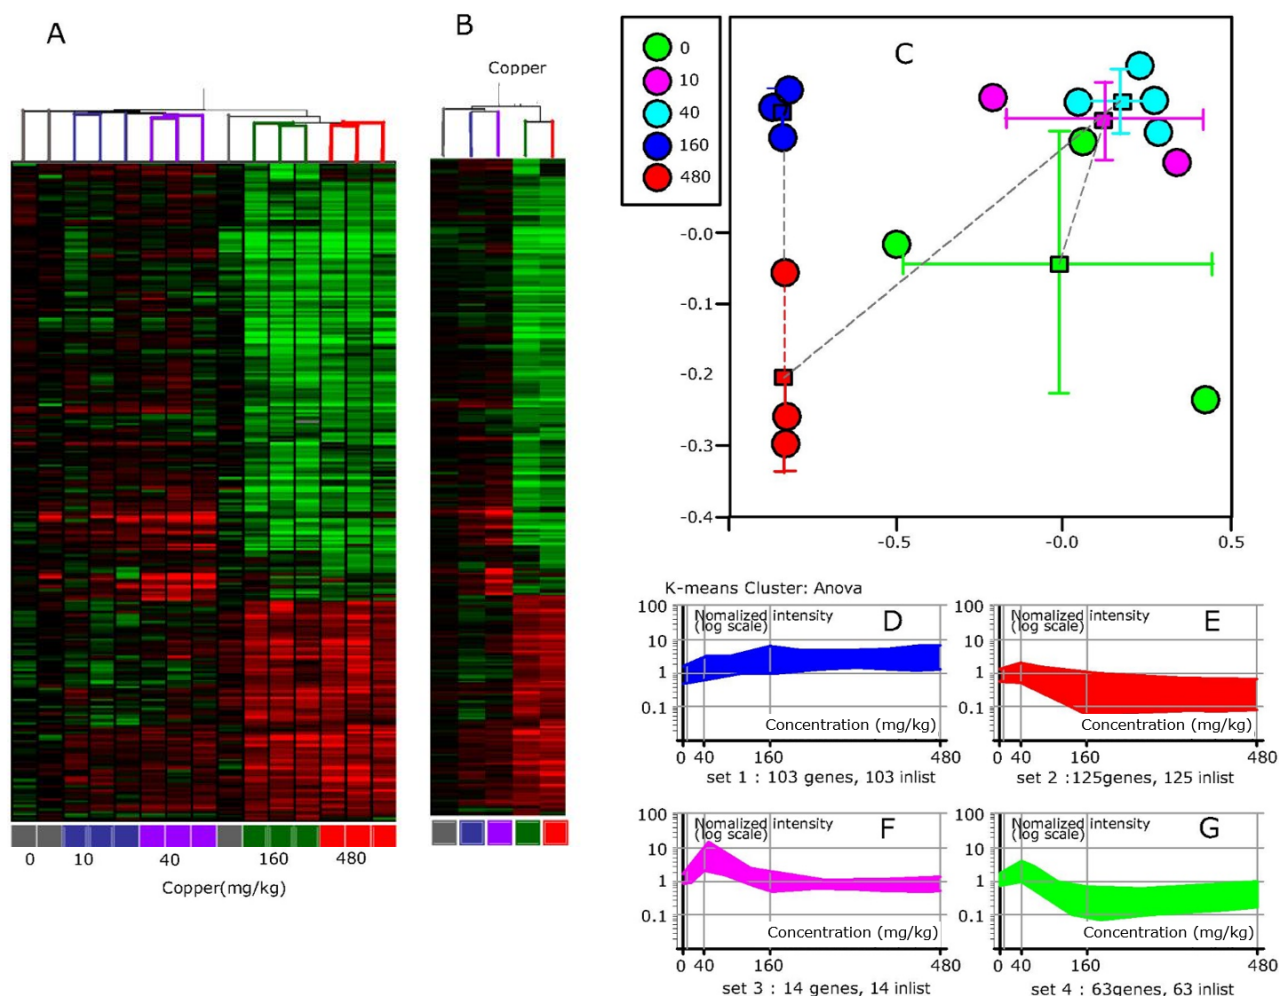 A
B
Copper
0
10
40
160
480
Copper(mg/kg)
0
10
40
160
480
C
-0.0
-0.1
-0.2
-0.3
-0.4
-0.5
-0.0
0.5
K-means Cluster: Anova
100
10
1
0.1
Nomalized intensity
(log scale)
D
Concentration (mg/kg)
0 40 160 480
set 1 : 103 genes, 103 inlist
100
10
1
0.1
Nomalized intensity
(log scale)
E
Concentration (mg/kg)
0 40 160 480
set 2 :125genes, 125 inlist
100
10
1
0.1
Nomalized intensity
(log scale)
F
Concentration (mg/kg)
0 40 160 480
set 3 : 14 genes, 14 inlist
100
10
1
0.1
Nomalized intensity
(log scale)
G
Concentration (mg/kg)
0 40 160 480
set 4 : 63genes, 63 inlist